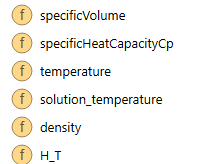 f specificVolume
f specificHeatCapacityCp
f temperature
f solution_temperature
f density
f H_T